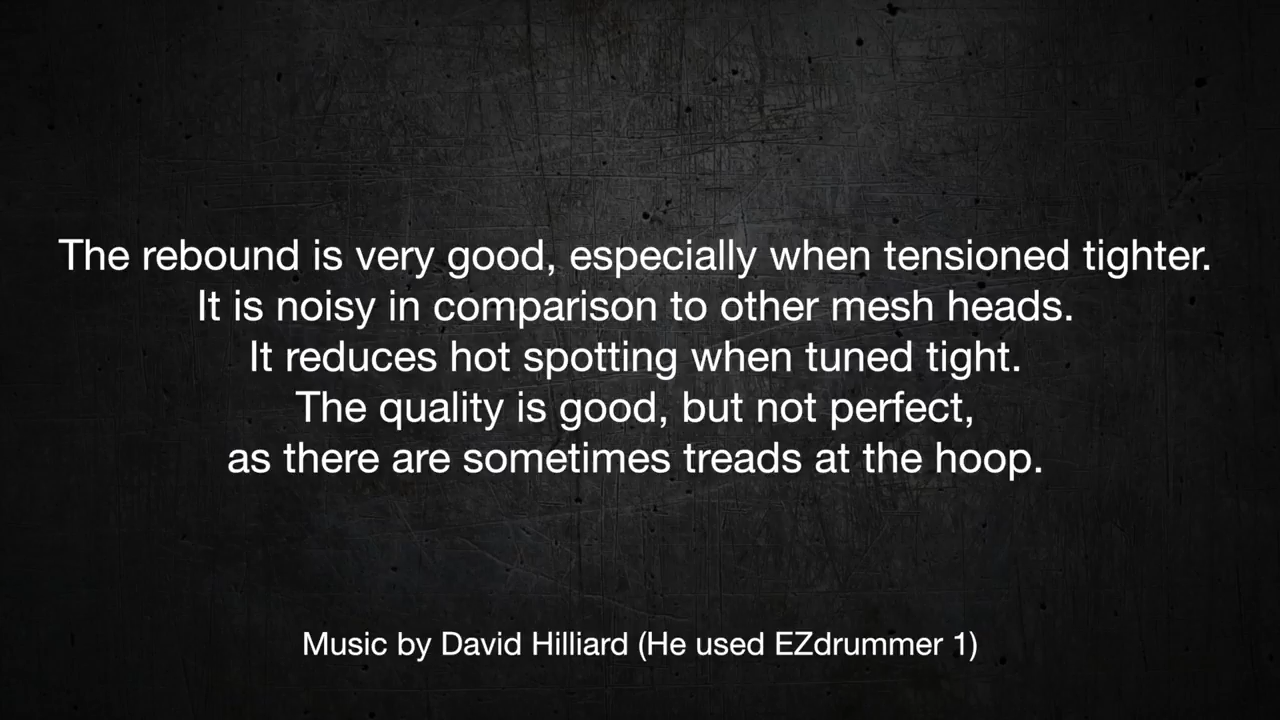 The rebound is very good, especially when tensioned tighter.
It is noisy in comparison to other mesh heads.
It reduces hot spotting when tuned tight.
The quality is good, but not perfect,
as there are sometimes treads at the hoop.
Music by David Hilliard (He used EZdrummer 1)